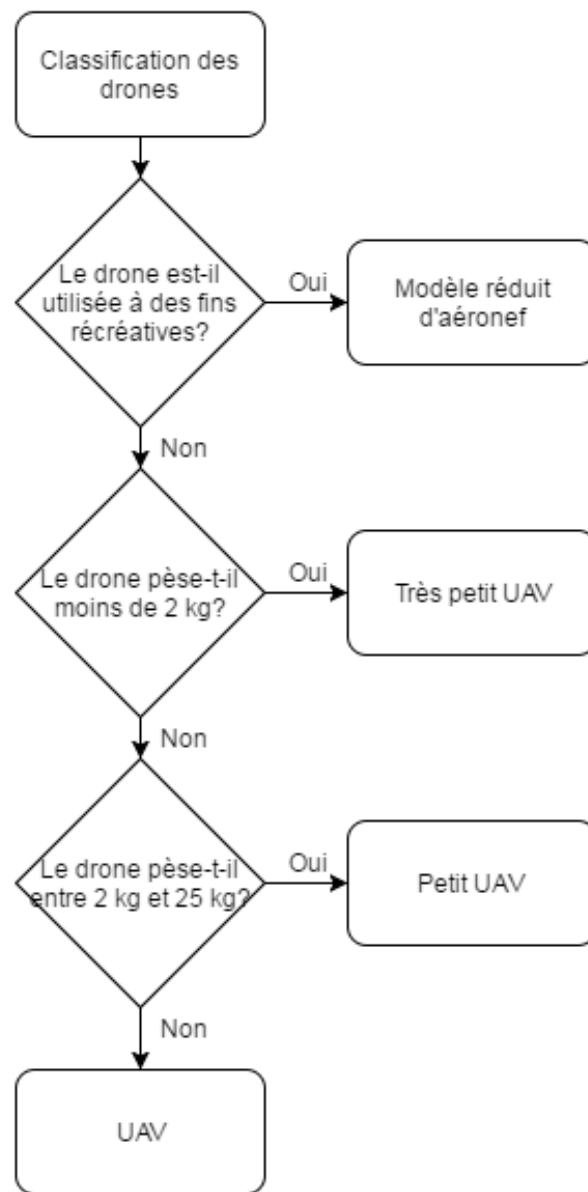 Classification des
drones
Le drone est-il
utilisée à des fins
récréatives?
Oui
Modèle réduit
d'aéronef
Non
Le drone pèse-t-il
moins de 2 kg?
Oui
Très petit UAV
Non
Le drone pèse-t-il
entre 2 kg et 25 kg?
Oui
Petit UAV
Non
UAV